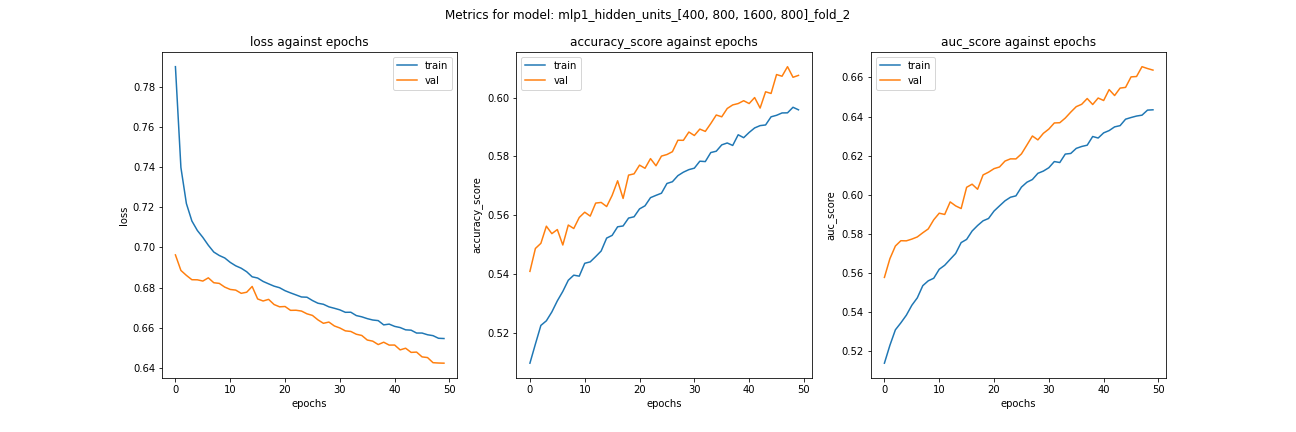 Metrics for model: mlp1_hidden_units_[400, 800, 1600, 800]_fold_2
loss against epochs
train
val
loss
0.78
0.76
0.74
0.72
0.70
0.68
0.66
0.64
0
10
20
30
40
50
epochs
accuracy_score against epochs
train
val
accuracy_score
0.60
0.58
0.56
0.54
0.52
0
10
20
30
40
50
epochs
auc_score against epochs
train
val
auc_score
0.66
0.64
0.62
0.60
0.58
0.56
0.54
0.52
0
10
20
30
40
50
epochs